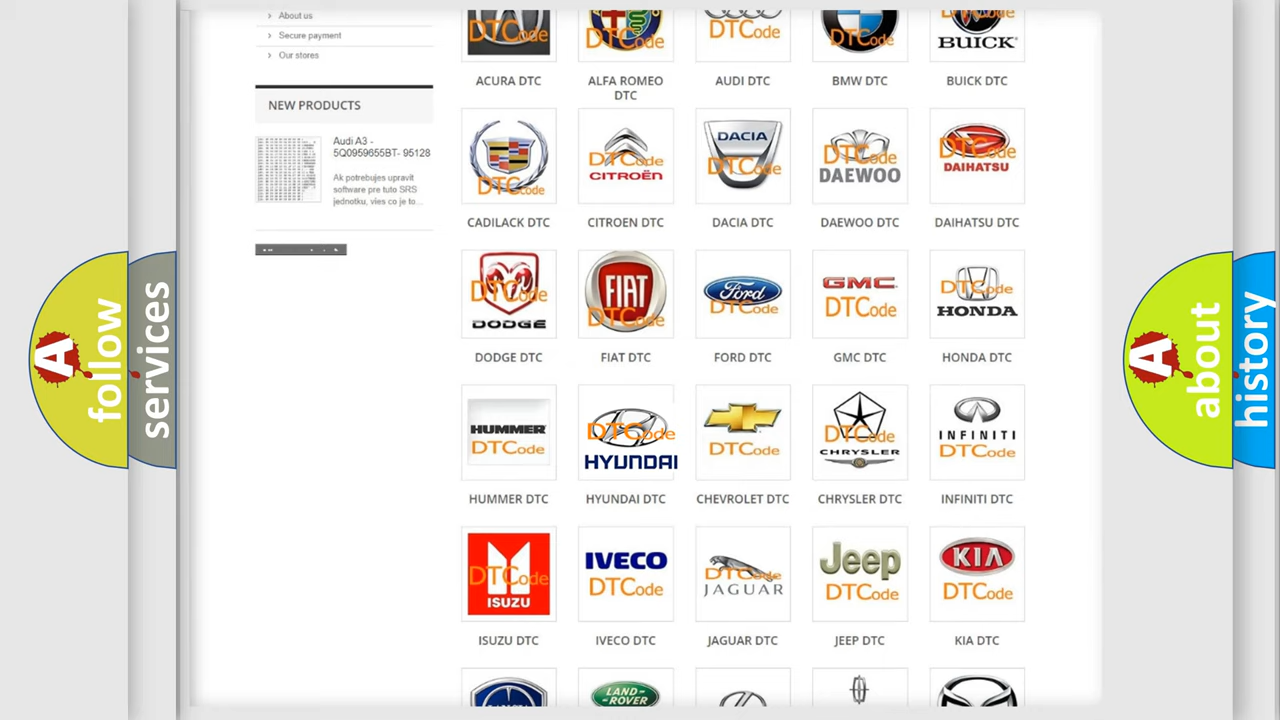 About us
Secure payment
Our stores
NEW PRODUCTS
Audi A3 -
5Q0959655BT- 95128
Ak potrebujes upravit
software pre tuto SRS
jednotku, vies co je to...
DTCode
DTCode
DTCode
DTCode
BUICK
ACURA DTC
ALFA ROMEO
DTC
AUDI DTC
BMW DTC
BUICK DTC
DTCode
DTCode
CITROËN
DACIA
DTCode
DTCode
DAEWOO
DTCode
DAIHATSU
CADILACK DTC
CITROEN DTC
DACIA DTC
DAEWOO DTC
DAIHATSU DTC
DTCode
DODGE
FIAT
DTCode
Ford
DTCode
GMC
DTCode
DTCode
HONDA
DODGE DTC
FIAT DTC
FORD DTC
GMC DTC
HONDA DTC
HUMMER
DTCode
DTCode
HYUNDAI
DTCode
DTCode
CHRYSLER
INFINITI
DTCode
HUMMER DTC
HYUNDAI DTC
CHEVROLET DTC
CHRYSLER DTC
INFINITI DTC
DTCode
ISUZU
IVECO
DTCode
DTCode
JAGUAR
Jeep
DTCode
KIA
DTCode
ISUZU DTC
IVECO DTC
JAGUAR DTC
JEEP DTC
KIA DTC
LAND-
ROVER
A
follow
services
A
about
history